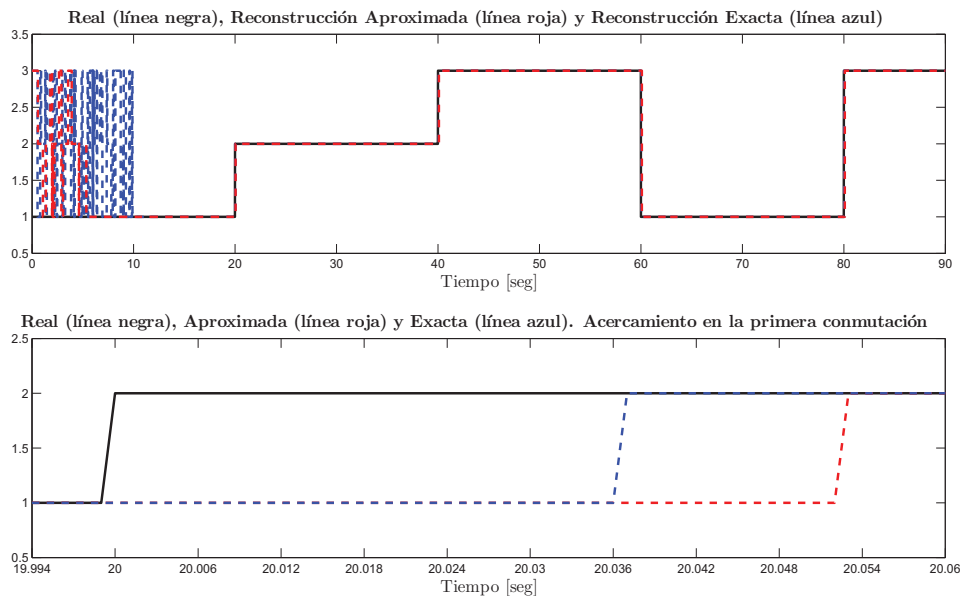 Real (línea negra), Reconstrucción Aproximada (línea roja) y Reconstrucción Exacta (línea azul)
3.5
3
2.5
2
1.5
1
0.5
0 10 20 30 40 50 60 70 80 90
Tiempo [seg]
Real (línea negra), Aproximada (línea roja) y Exacta (línea azul). Acercamiento en la primera conmutación
2.5
2
1.5
1
0.5
19.994 20 20.006 20.012 20.018 20.024 20.03 20.036 20.042 20.048 20.054 20.06
Tiempo [seg]